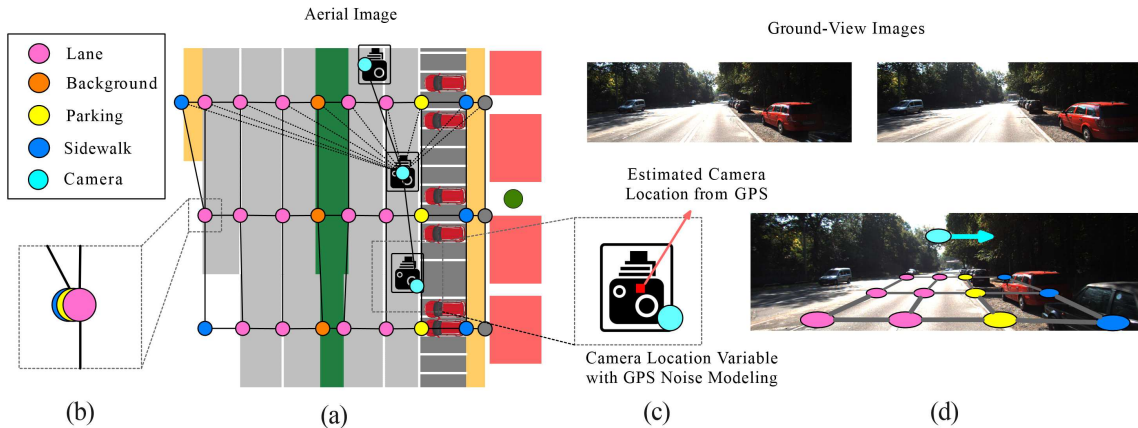 Aerial Image
Ground-View Images
Lane
Background
Parking
Sidewalk
Camera
Estimated Camera
Location from GPS
Camera Location Variable
with GPS Noise Modeling
(b)
(a)
(c)
(d)